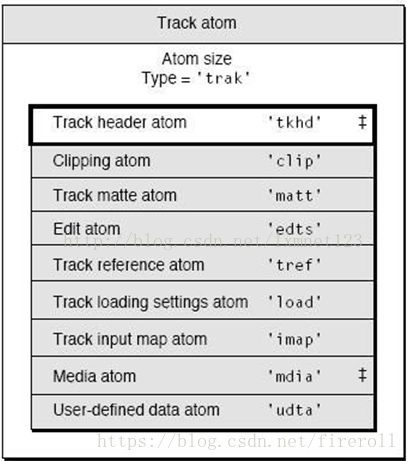 Track atom
Atom size
Type = 'trak'
Track header atom 'tkhd' ‡
Clipping atom 'clip'
Track matte atom 'matt'
Edit atom 'edts'
http://blog.csdn.net/fxmbet123
Track reference atom 'tref'
Track loading settings atom 'load'
Track input map atom 'imap'
Media atom 'mdia' ‡
User-defined data atom 'udta'
https://blog.csdn.net/fireroll